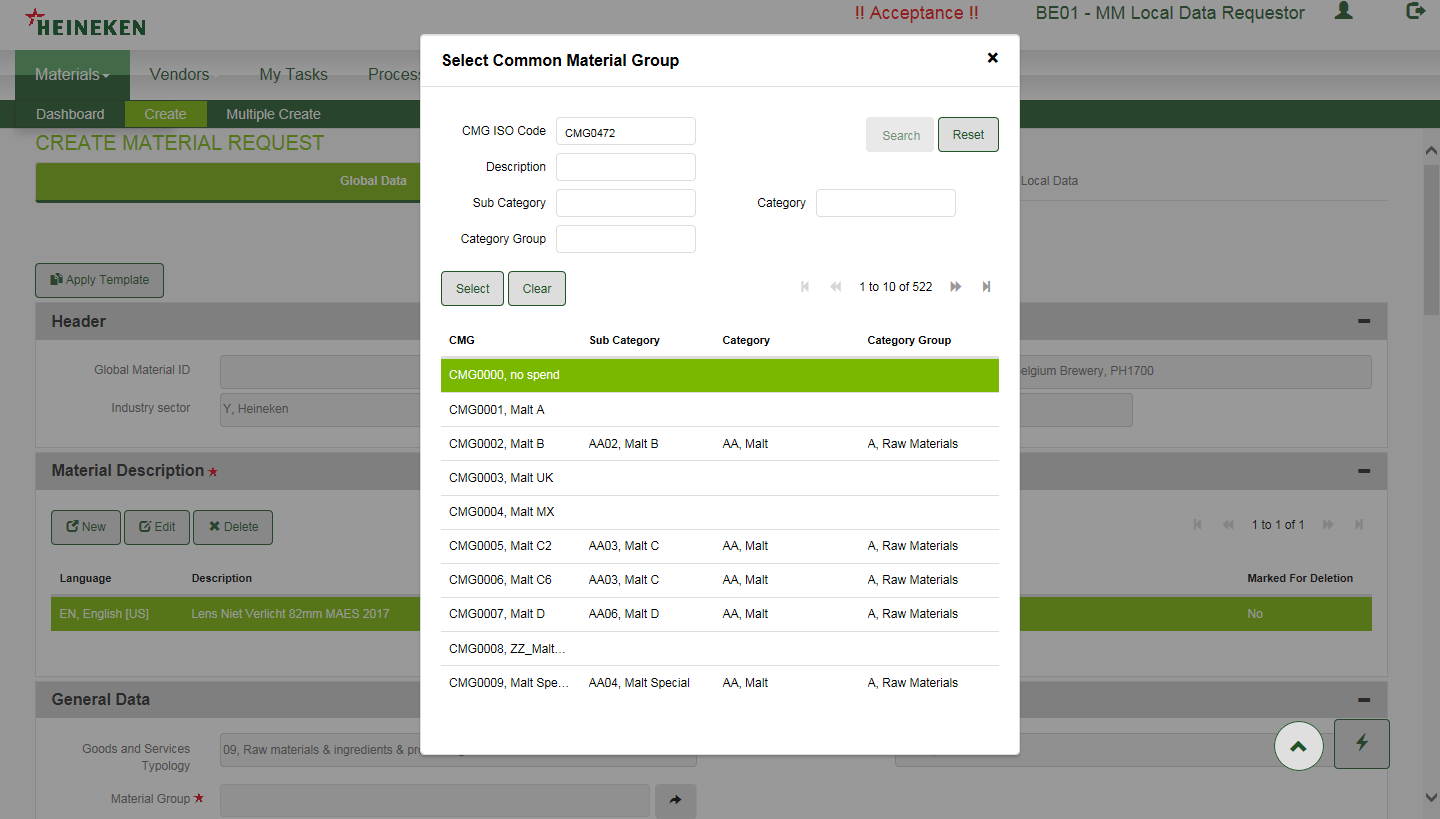 HEINEKEN
!! Acceptance !!
BE01 - MM Local Data Requestor
Materials
Vendors
My Tasks
Proces
Dashboard
Create
Multiple Create
CREATE MATERIAL REQUEST
Global Data
Local Data
Apply Template
Header
Global Material ID
elgium Brewery, PH1700
Industry sector
Y, Heineken
Material Description
New
Edit
Delete
1 to 1 of 1
Language
Description
Marked For Deletion
EN, English [US]
Lens Niet Verlicht 82mm MAES 2017
No
General Data
Goods and Services
Typology
09, Raw materials & ingredients & pr
Material Group
Select Common Material Group
CMG ISO Code
CMG0472
Search
Reset
Description
Sub Category
Category
Category Group
Select
Clear
1 to 10 of 522
CMG Sub Category Category Category Group
CMG0000, no spend
CMG0001, Malt A
CMG0002, Malt B AA02, Malt B AA, Malt A, Raw Materials
CMG0003, Malt UK
CMG0004, Malt MX
CMG0005, Malt C2 AA03, Malt C AA, Malt A, Raw Materials
CMG0006, Malt C6 AA03, Malt C AA, Malt A, Raw Materials
CMG0007, Malt D AA06, Malt D AA, Malt A, Raw Materials
CMG0008, ZZ_Malt...
CMG0009, Malt Spe... AA04, Malt Special AA, Malt A, Raw Materials